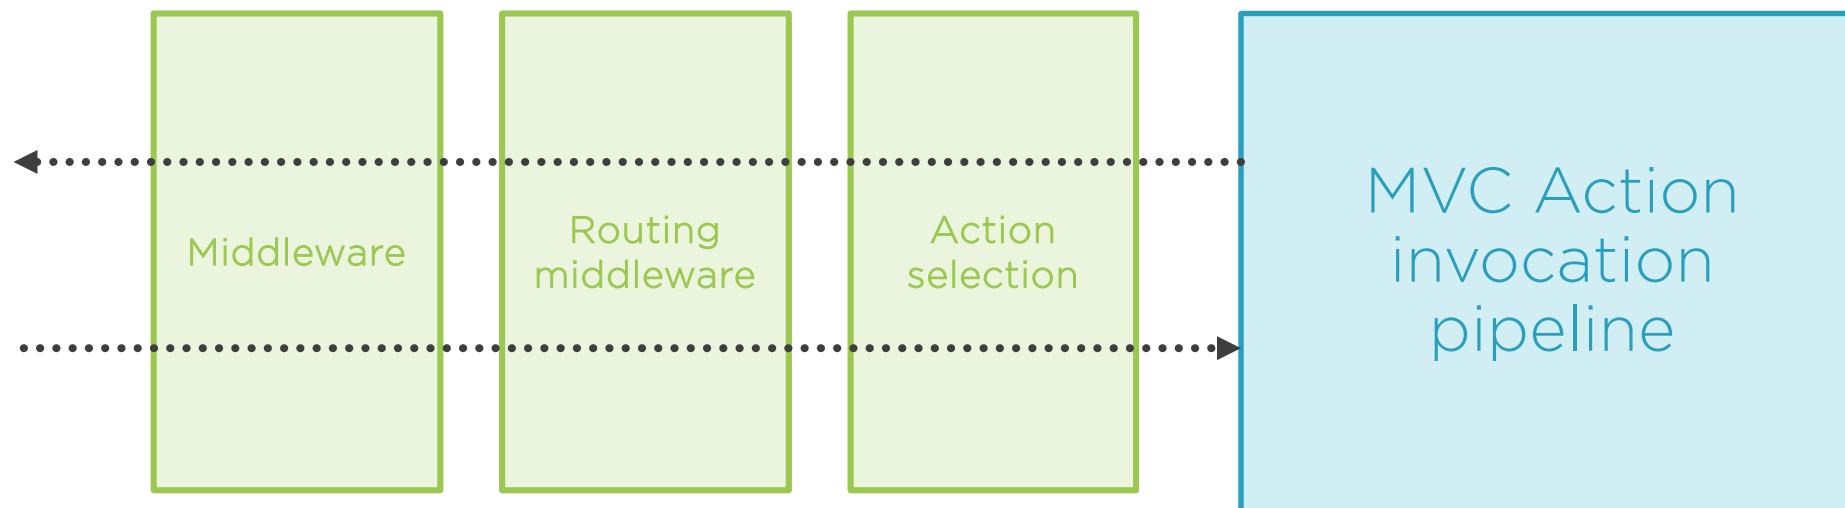 Middleware
Routing
middleware
Action
selection
MVC Action
invocation
pipeline